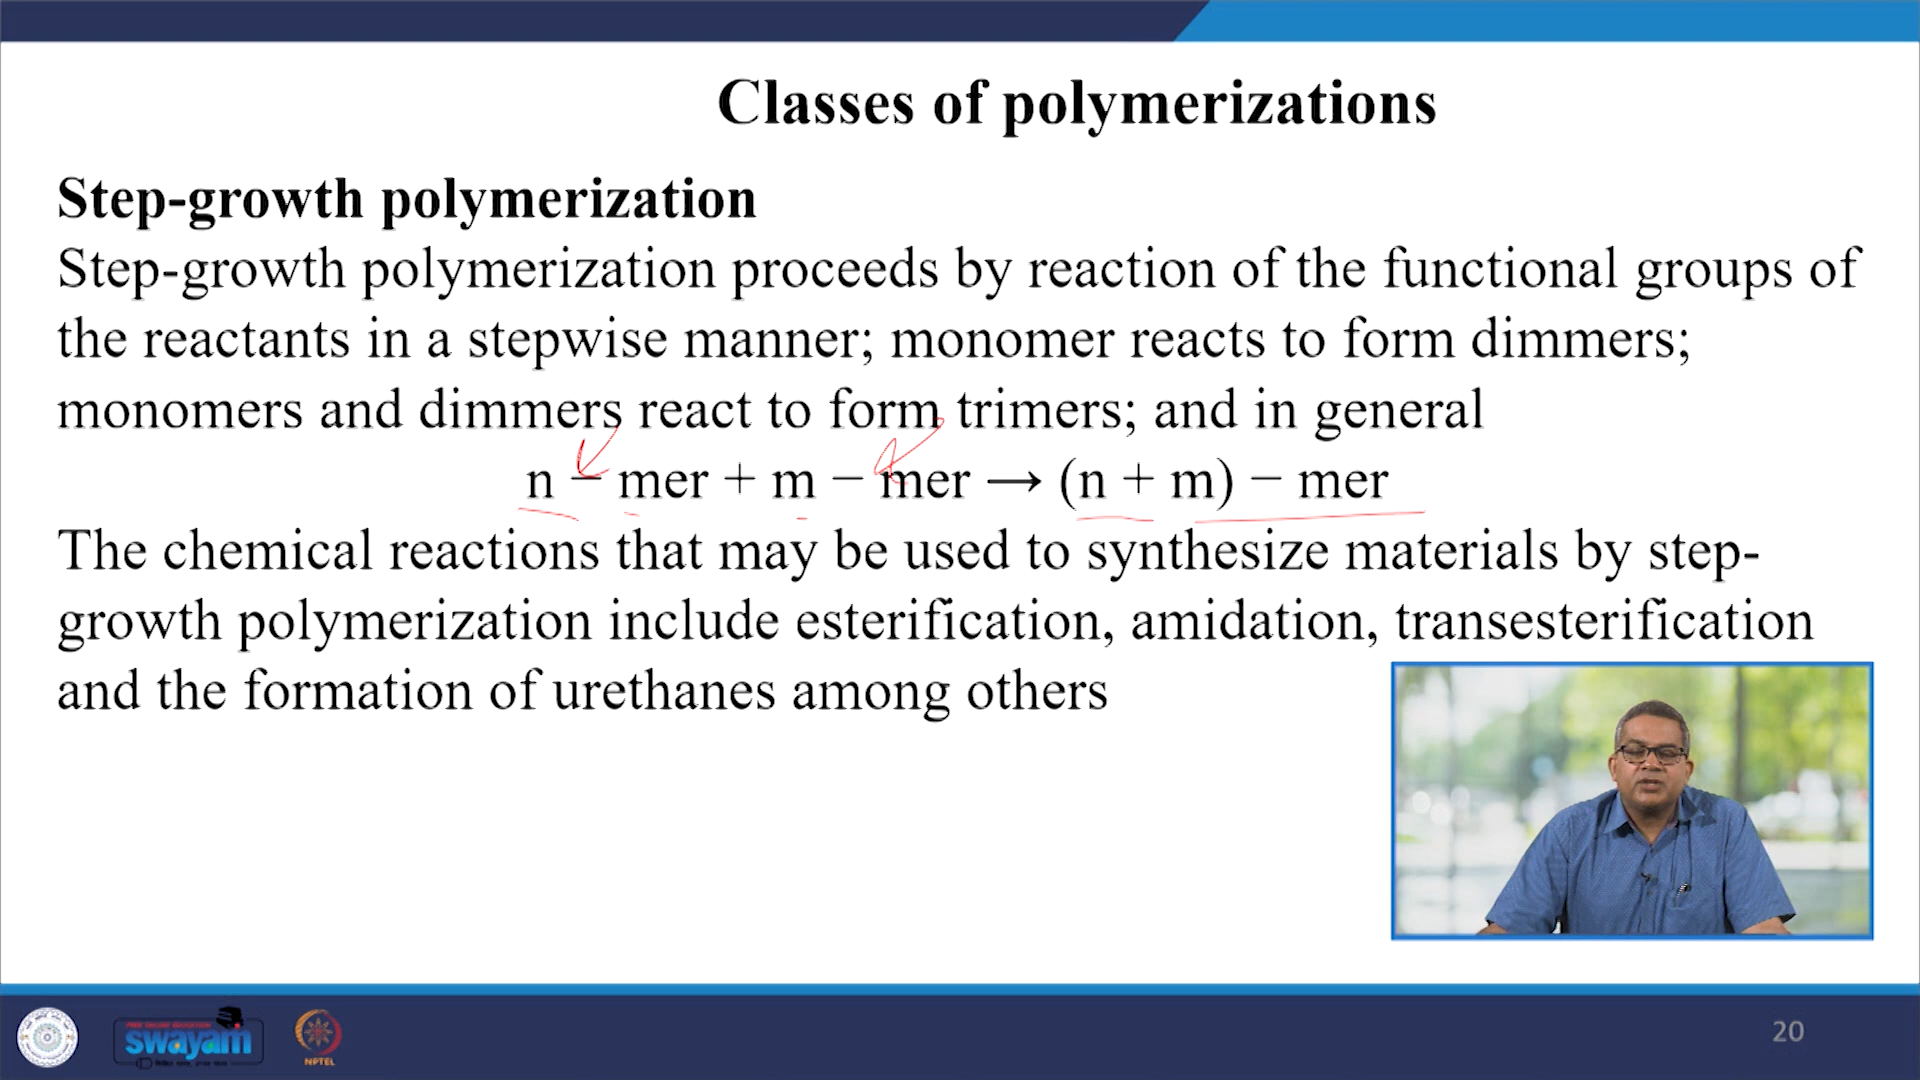 Classes of polymerizations
Step-growth polymerization
Step-growth polymerization proceeds by reaction of the functional groups of
the reactants in a stepwise manner; monomer reacts to form dimmers;
monomers and dimmers react to form trimers; and in general
n − mer + m − mer → (n + m) − mer
The chemical reactions that may be used to synthesize materials by step-
growth polymerization include esterification, amidation, transesterification
and the formation of urethanes among others
FREE ONLINE EDUCATION
swayam
NPTEL
20